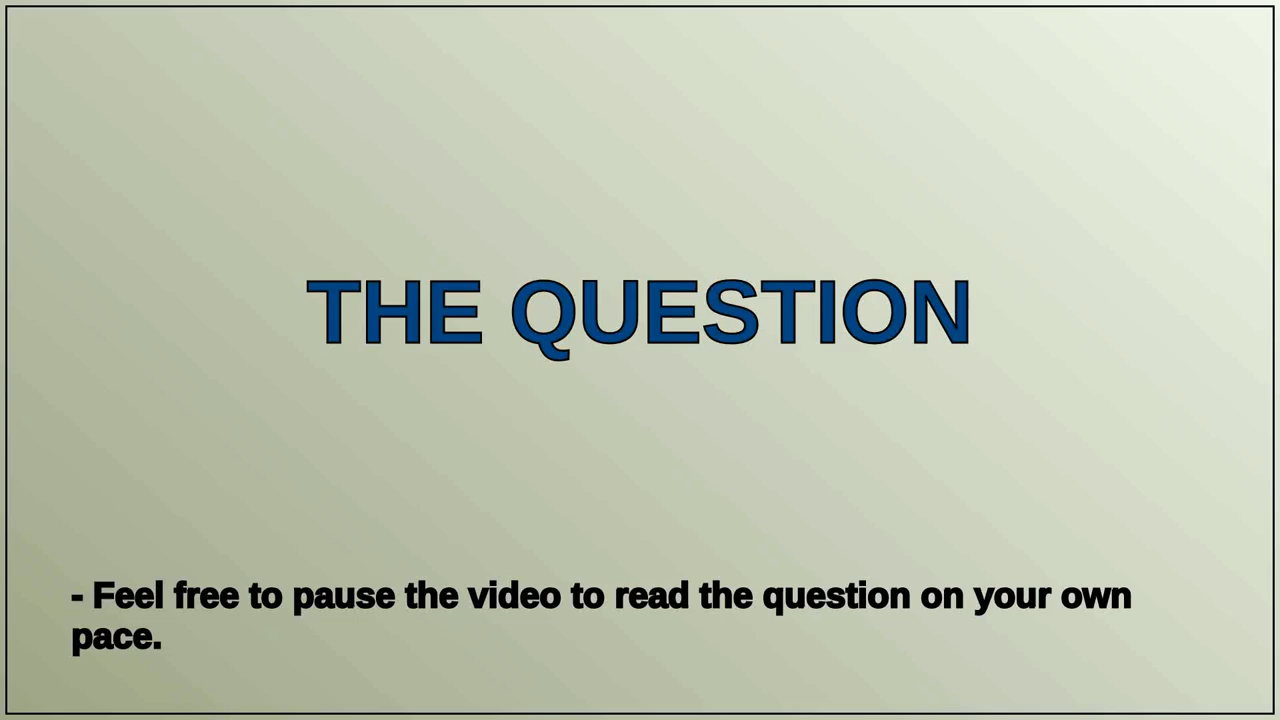 THE QUESTION
- Feel free to pause the video to read the question on your own
pace.